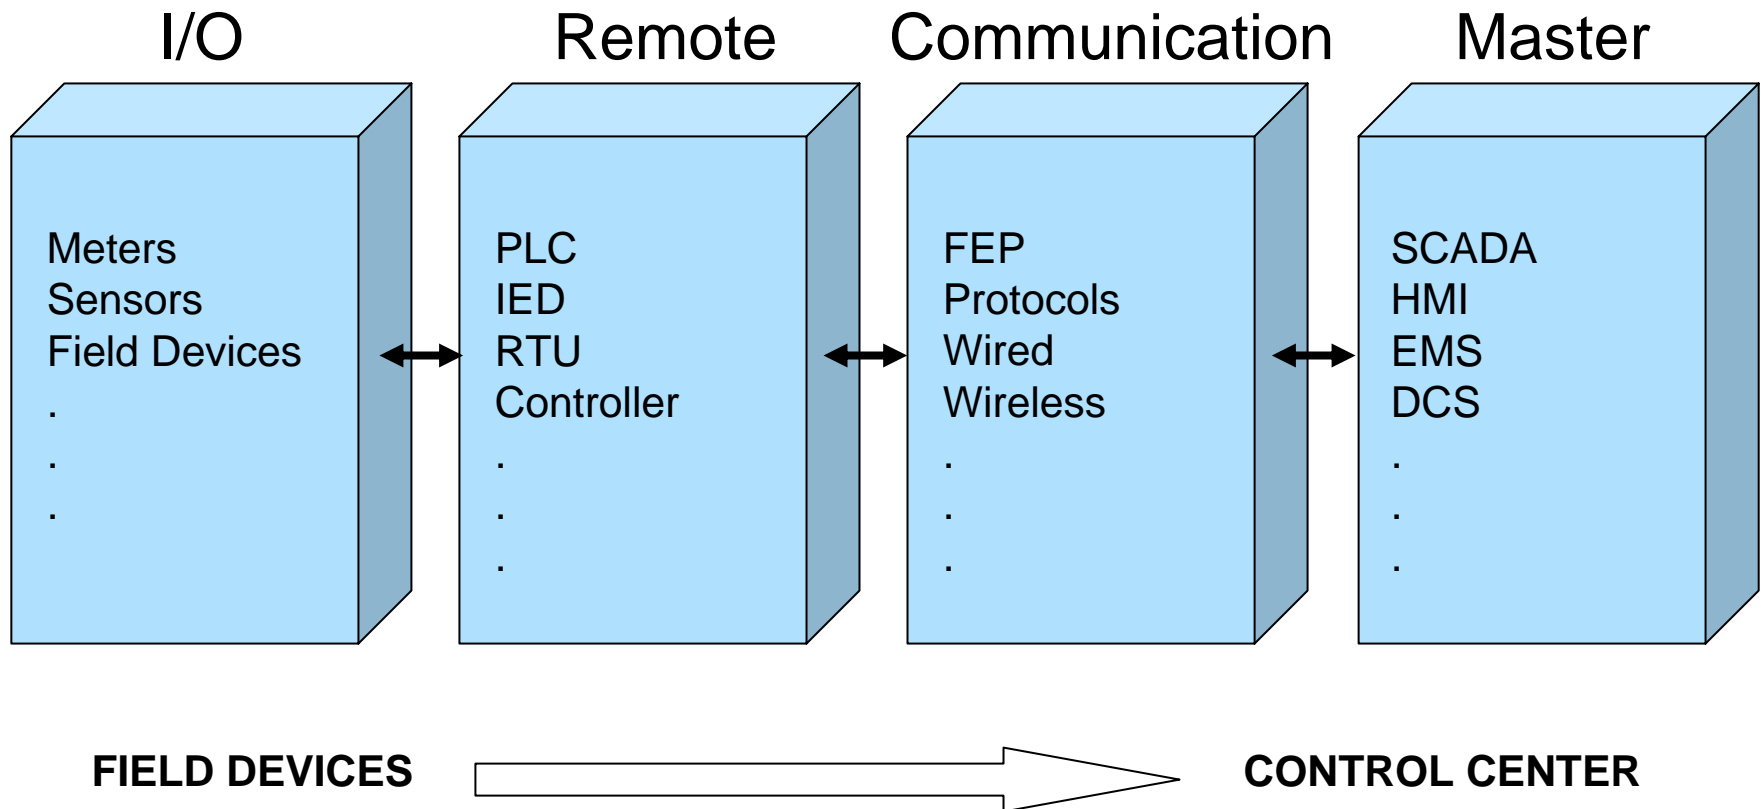 I/O
Remote
Communication
Master
Meters
Sensors
Field Devices
.
.
.
PLC
IED
RTU
Controller
.
.
.
FEP
Protocols
Wired
Wireless
.
.
.
SCADA
HMI
EMS
DCS
.
.
.
FIELD DEVICES
CONTROL CENTER